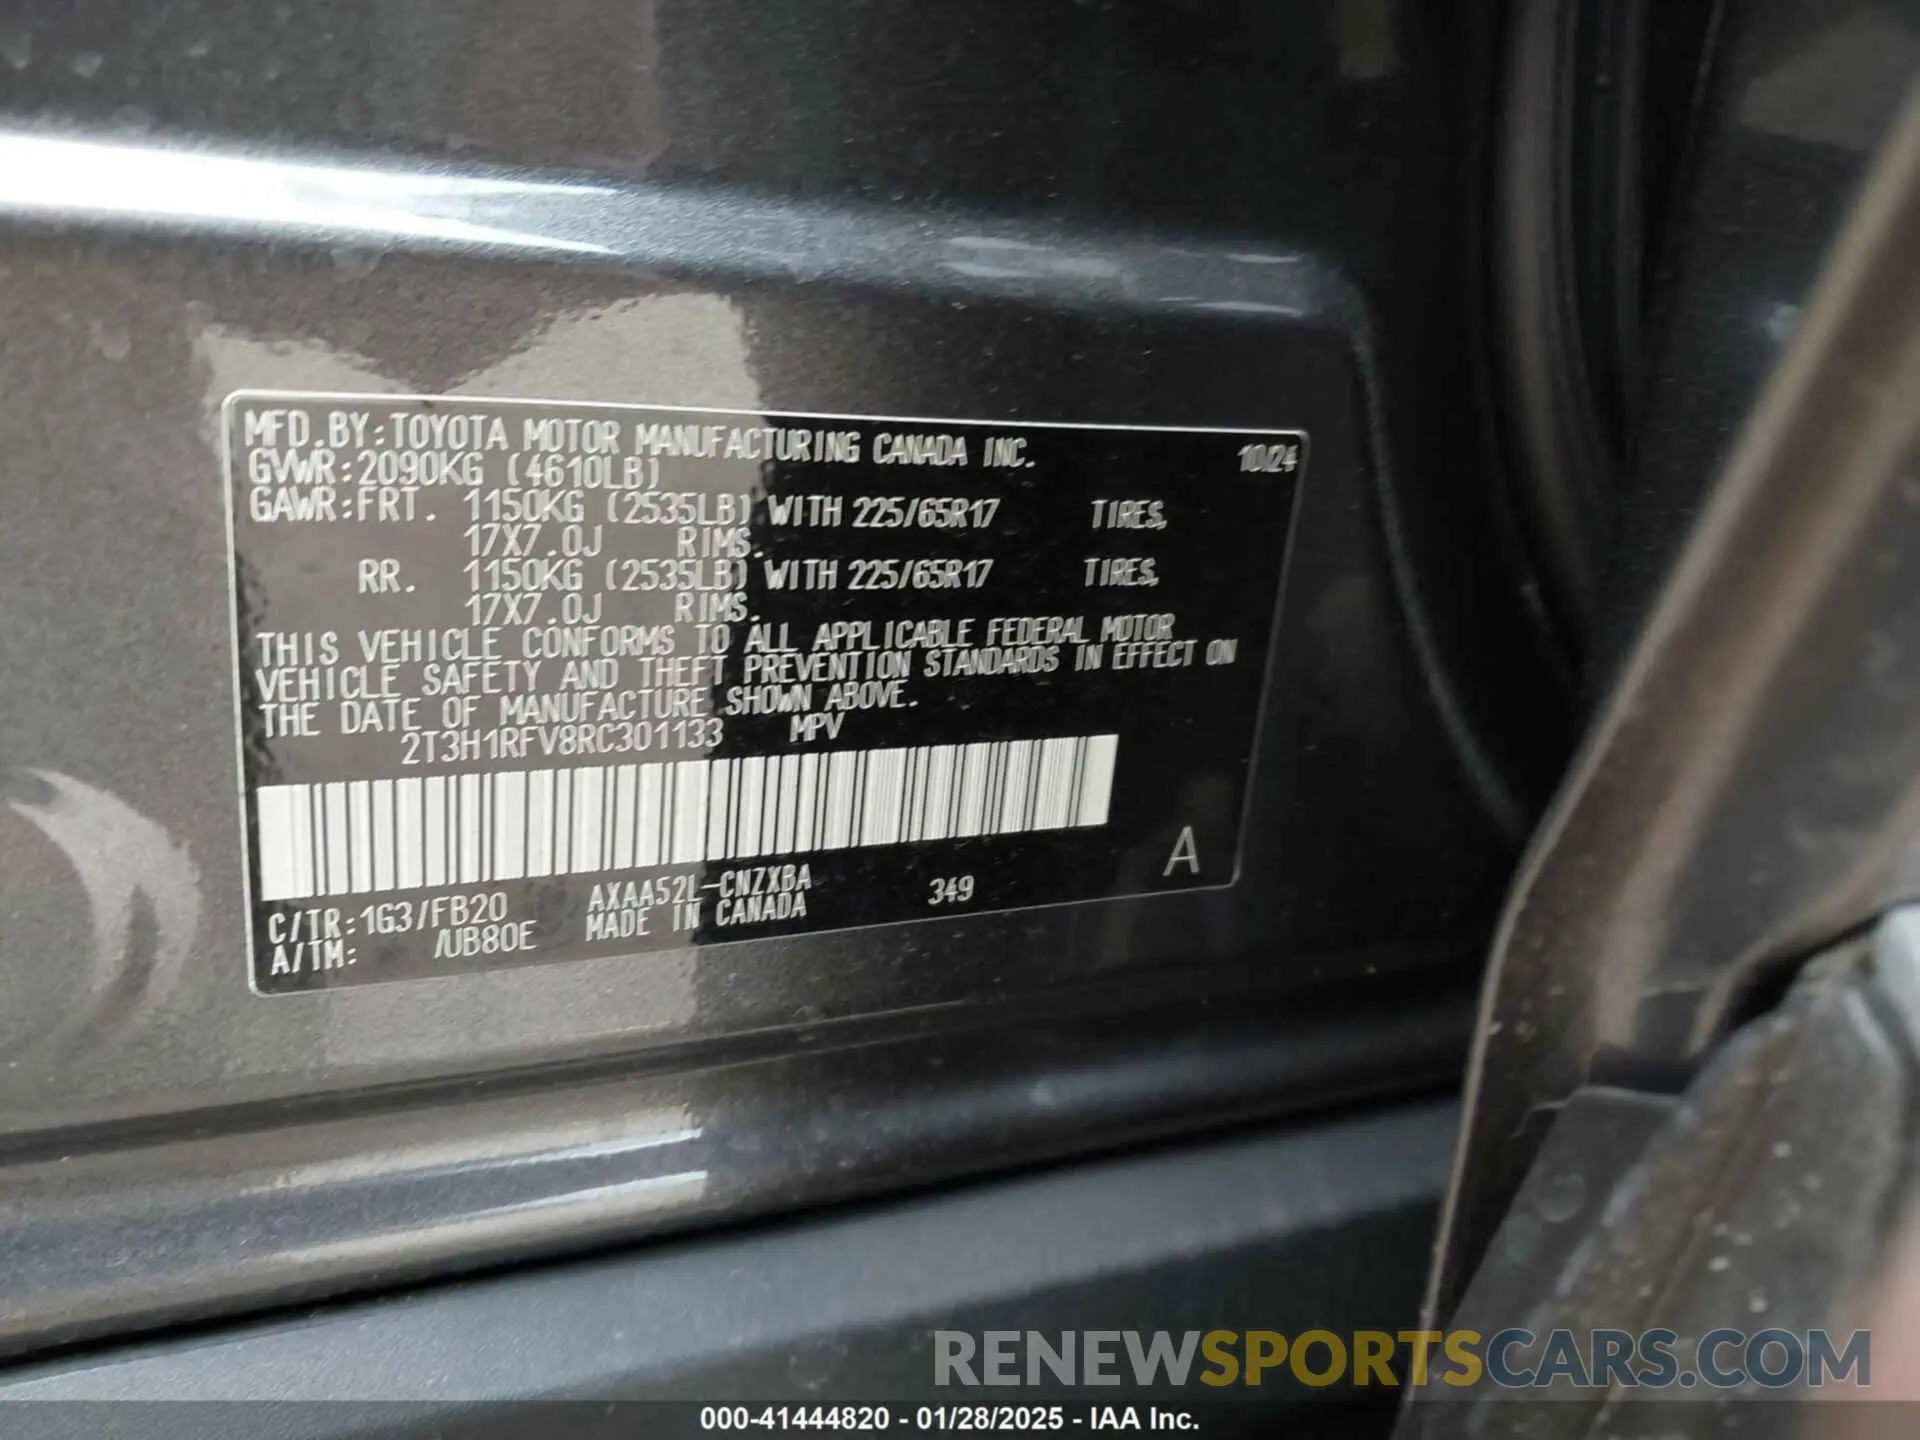 MFD.BY:TOYOTA MOTOR MANUFACTURING CANADA INC. 10/24
GVWR:2090KG (4610LB)
GAWR:FRT. 1150KG (2535LB) WITH 225/65R17 TIRES,
17X7.0J RIMS.
RR. 1150KG (2535LB) WITH 225/65R17 TIRES,
17X7.0J RIMS.
THIS VEHICLE CONFORMS TO ALL APPLICABLE FEDERAL MOTOR
VEHICLE SAFETY AND THEFT PREVENTION STANDARDS IN EFFECT ON
THE DATE OF MANUFACTURE SHOWN ABOVE.
2T3H1RFV8RC301133 MPV
A
C/TR:1G3/FB20 AXAA52L-CNZXBA 349
A/TM: /UB80E MADE IN CANADA
RENEWSPORTSCARS.COM
000-41444820 - 01/28/2025 - IAA Inc.